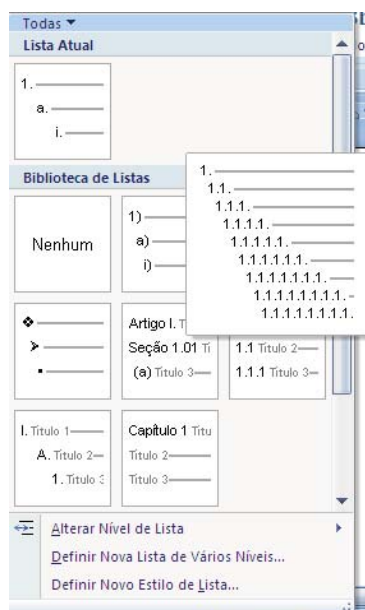 Todas
Lista Atual
1.
a.
i.
Biblioteca de Listas
Nenhum
1)
a)
i)
1.
1.1.
1.1.1.
1.1.1.1.
1.1.1.1.1.
1.1.1.1.1.1.
1.1.1.1.1.1.1.
1.1.1.1.1.1.1.1.
1.1.1.1.1.1.1.1.1.
Artigo I. T
Seção 1.01 Ti
(a) Título 3
1.1 Título 2
1.1.1 Título 3
I. Título 1
A. Título 2
1. Título 3
Capítulo 1 Títu
Título 2
Título 3
Alterar Nível de Lista
Definir Nova Lista de Vários Níveis...
Definir Novo Estilo de Lista...